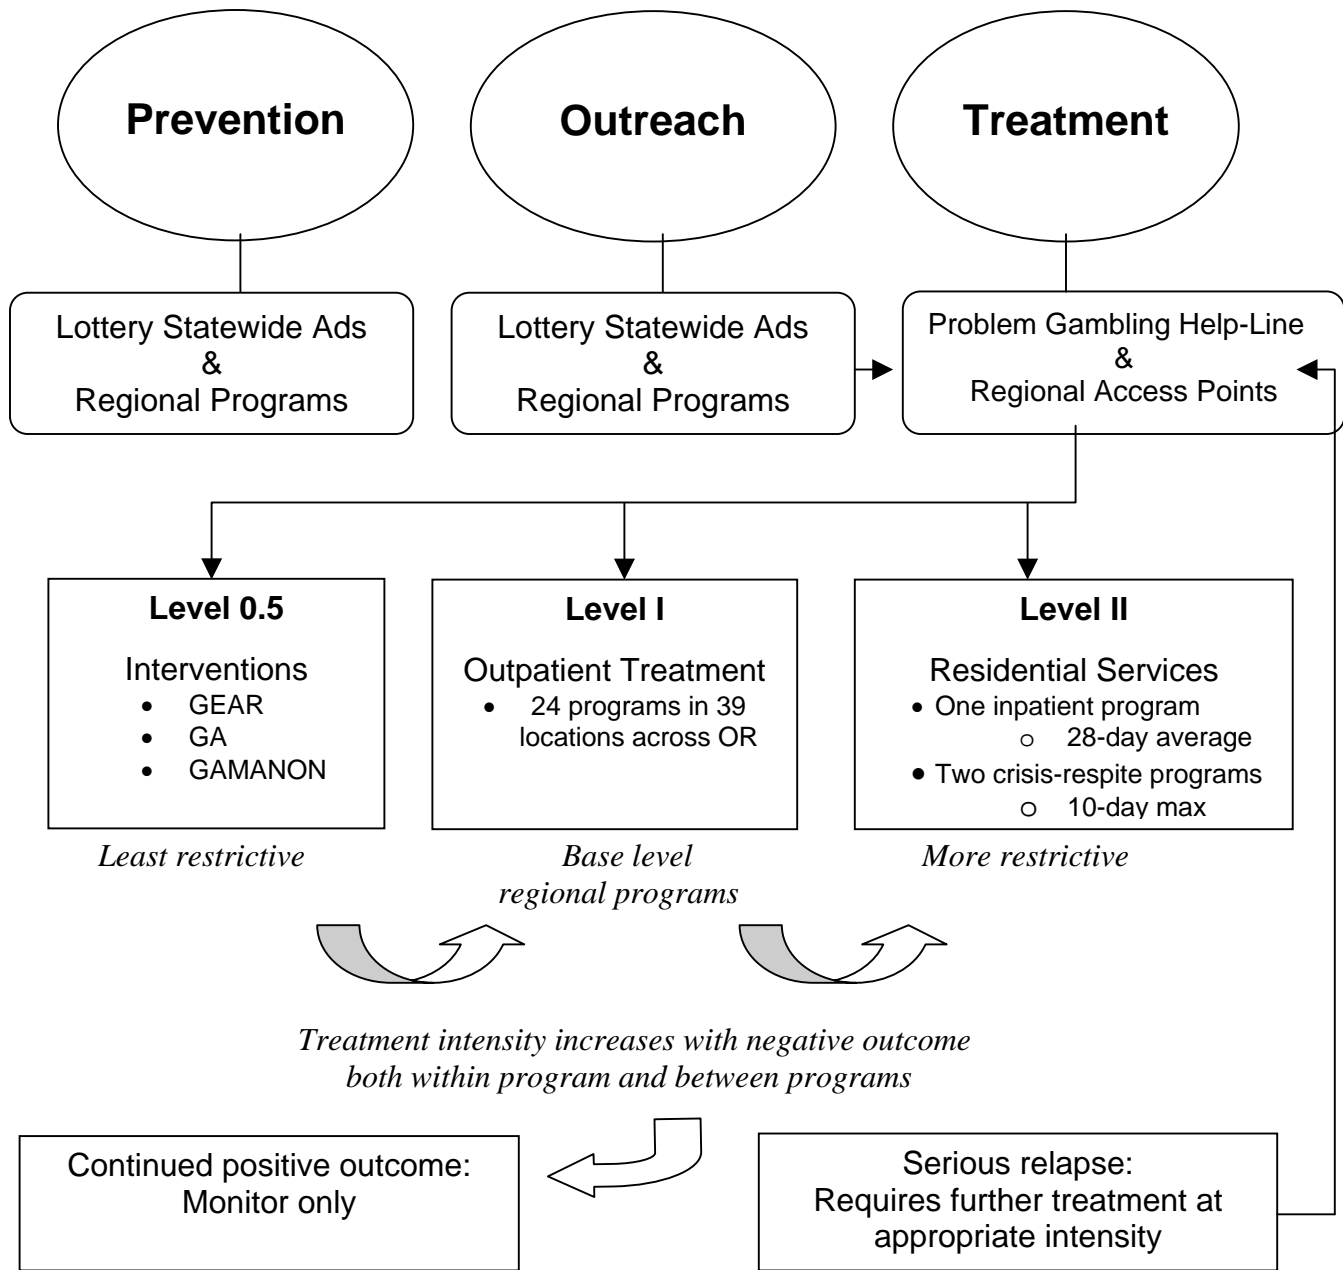 Prevention
Outreach
Treatment
Lottery Statewide Ads
&
Regional Programs
Lottery Statewide Ads
&
Regional Programs
Problem Gambling Help-Line
&
Regional Access Points
Level 0.5
Interventions
• GEAR
• GA
• GAMANON
Least restrictive
Level I
Outpatient Treatment
• 24 programs in 39
locations across OR
Base level
regional programs
Level II
Residential Services
• One inpatient program
o 28-day average
• Two crisis-respite programs
o 10-day max
More restrictive
Treatment intensity increases with negative outcome
both within program and between programs
Continued positive outcome:
Monitor only
Serious relapse:
Requires further treatment at
appropriate intensity